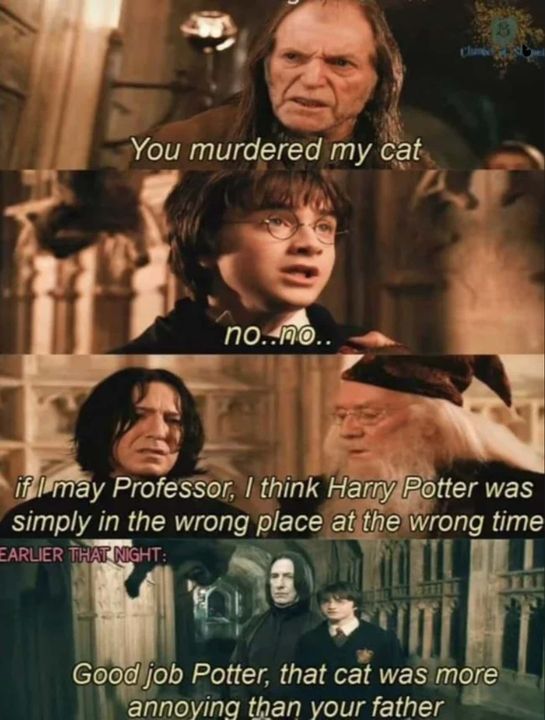 You murdered my cat
no..no..
if I may Professor, I think Harry Potter was
simply in the wrong place at the wrong time
EARLIER THAT NIGHT:
Good job Potter, that cat was more
annoying than your father